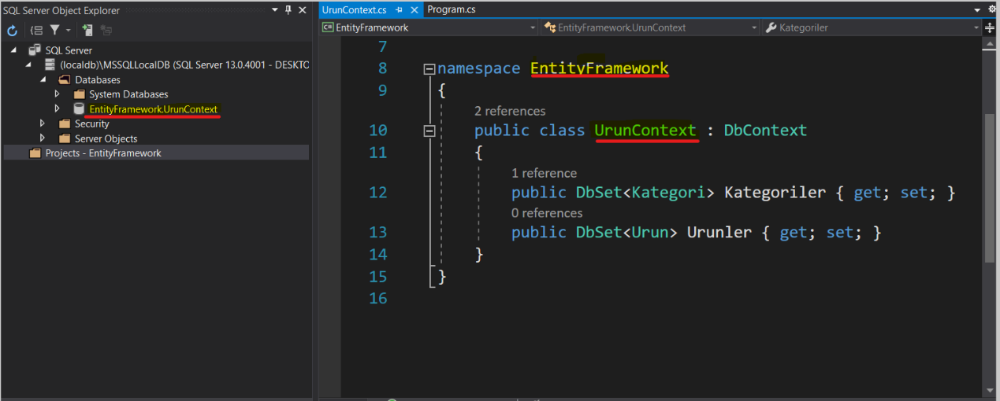 SQL Server Object Explorer
SQL Server
(localdb)\MSSQLLocalDB (SQL Server 13.0.4001 - DESKTO
Databases
System Databases
EntityFramework.UrunContext
Security
Server Objects
Projects - EntityFramework
UrunContext.cs
Program.cs
C# EntityFramework
EntityFramework.UrunContext
Kategoriler
7
8 namespace EntityFramework
9 {
2 references
10 public class UrunContext : DbContext
11 {
1 reference
12 public DbSet<Kategori> Kategoriler { get; set; }
0 references
13 public DbSet<Urun> Urunler { get; set; }
14 }
15 }
16